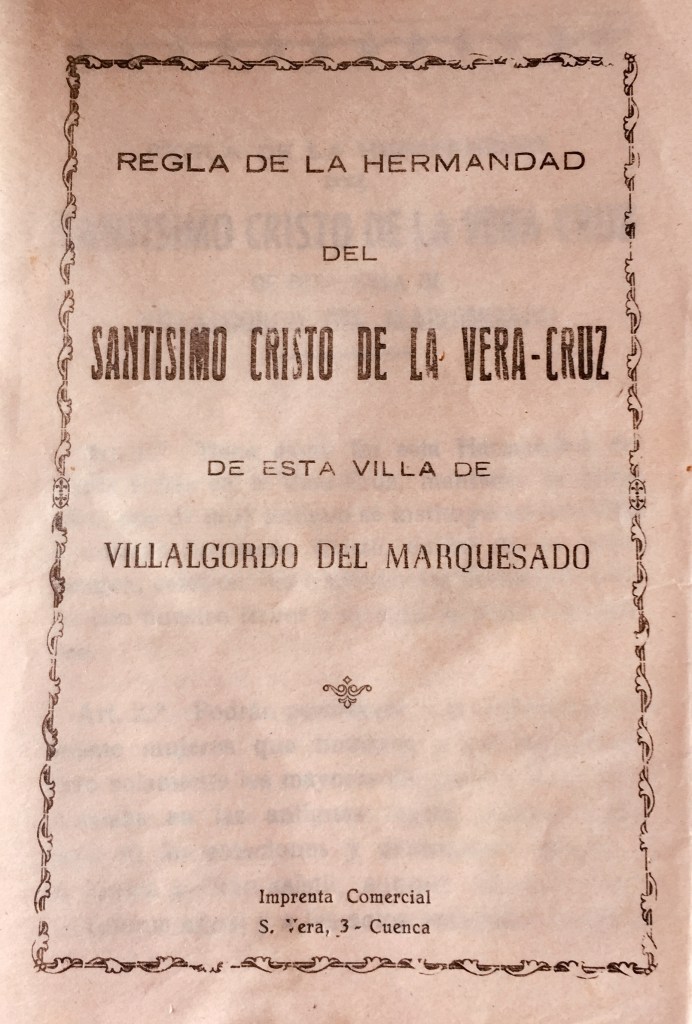 REGLA DE LA HERMANDAD
DEL
SANTISIMO CRISTO DE LA VERA-CRUZ
DE ESTA VILLA DE
VILLALGORDO DEL MARQUESADO
Imprenta Comercial
S. Vera, 3 - Cuenca